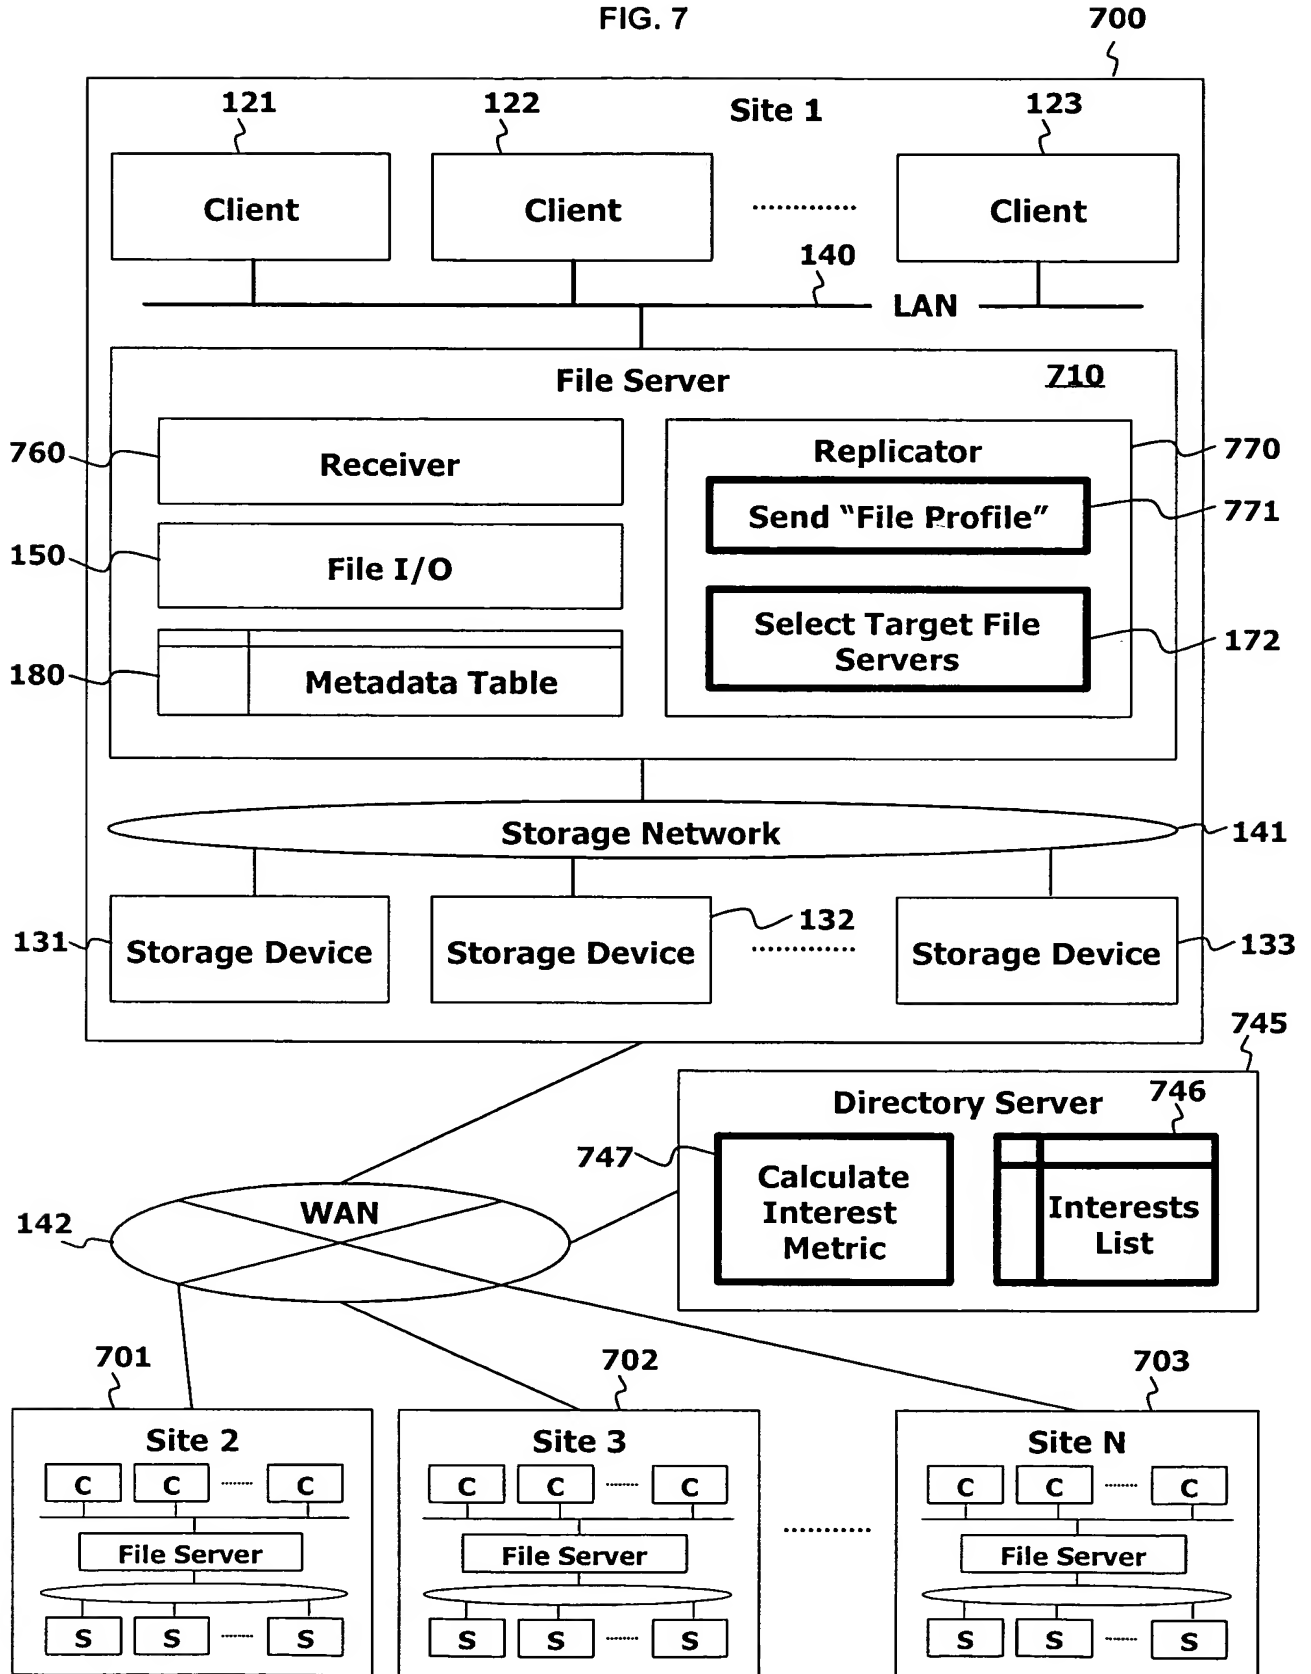 FIG. 7
700
121
122
Site 1
123
Client
Client
Client
140
LAN
File Server
710
760
Receiver
Replicator
770
Send “File Profile”
771
150
File I/O
Select Target File
Servers
172
180
Metadata Table
Storage Network
141
131
Storage Device
Storage Device
132
Storage Device
133
745
Directory Server
746
747
Calculate
Interest
Metric
Interests
List
WAN
142
701
702
703
Site 2
C C C
File Server
S S S
Site 3
C C C
File Server
S S S
Site N
C C C
File Server
S S S